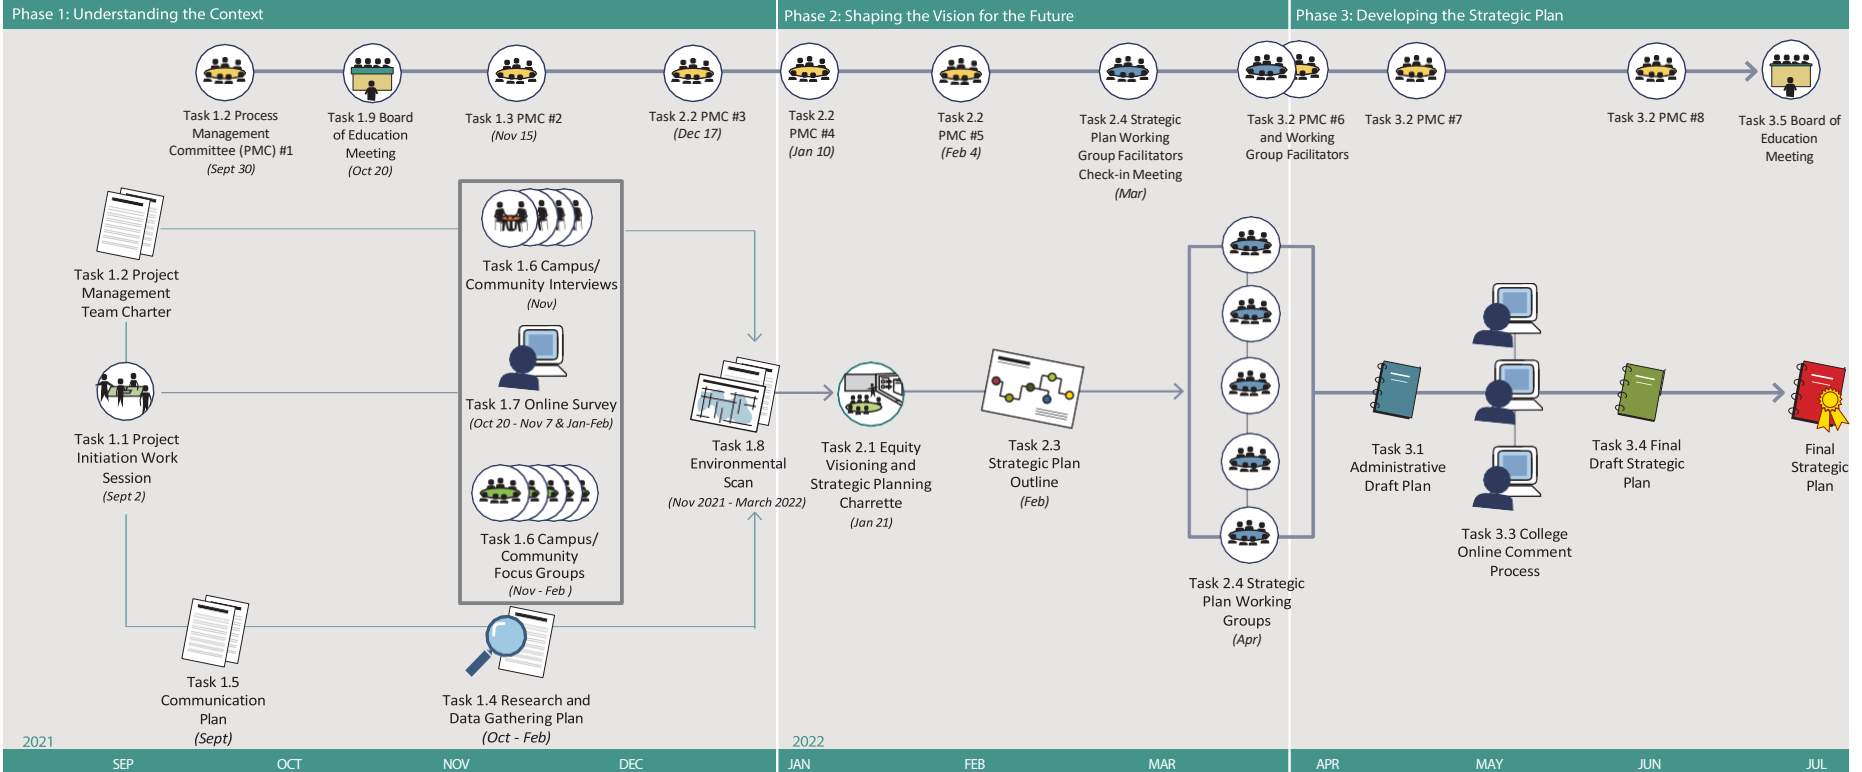 Phase 1: Understanding the Context
Phase 2: Shaping the Vision for the Future
Phase 3: Developing the Strategic Plan
Task 1.2 Process
Management
Committee (PMC) #1
(Sept 30)
Task 1.9 Board
of Education
Meeting
(Oct 20)
Task 1.3 PMC #2
(Nov 15)
Task 2.2 PMC #3
(Dec 17)
Task 2.2
PMC #4
(Jan 10)
Task 2.2
PMC #5
(Feb 4)
Task 2.4 Strategic
Plan Working
Group Facilitators
Check-in Meeting
(Mar)
Task 3.2 PMC #6
and Working
Group Facilitators
Task 3.2 PMC #7
Task 3.2 PMC #8
Task 3.5 Board of
Education
Meeting
Task 1.2 Project
Management
Team Charter
Task 1.1 Project
Initiation Work
Session
(Sept 2)
Task 1.5
Communication
Plan
(Sept)
Task 1.6 Campus/
Community Interviews
(Nov)
Task 1.7 Online Survey
(Oct 20 - Nov 7 & Jan-Feb)
Task 1.6 Campus/
Community
Focus Groups
(Nov - Feb )
Task 1.4 Research and
Data Gathering Plan
(Oct - Feb)
Task 1.8
Environmental
Scan
(Nov 2021 - March 2022)
Task 2.1 Equity
Visioning and
Strategic Planning
Charrette
(Jan 21)
Task 2.3
Strategic Plan
Outline
(Feb)
Task 2.4 Strategic
Plan Working
Groups
(Apr)
Task 3.1
Administrative
Draft Plan
Task 3.3 College
Online Comment
Process
Task 3.4 Final
Draft Strategic
Plan
Final
Strategic
Plan
2021
2022
SEP
OCT
NOV
DEC
JAN
FEB
MAR
APR
MAY
JUN
JUL